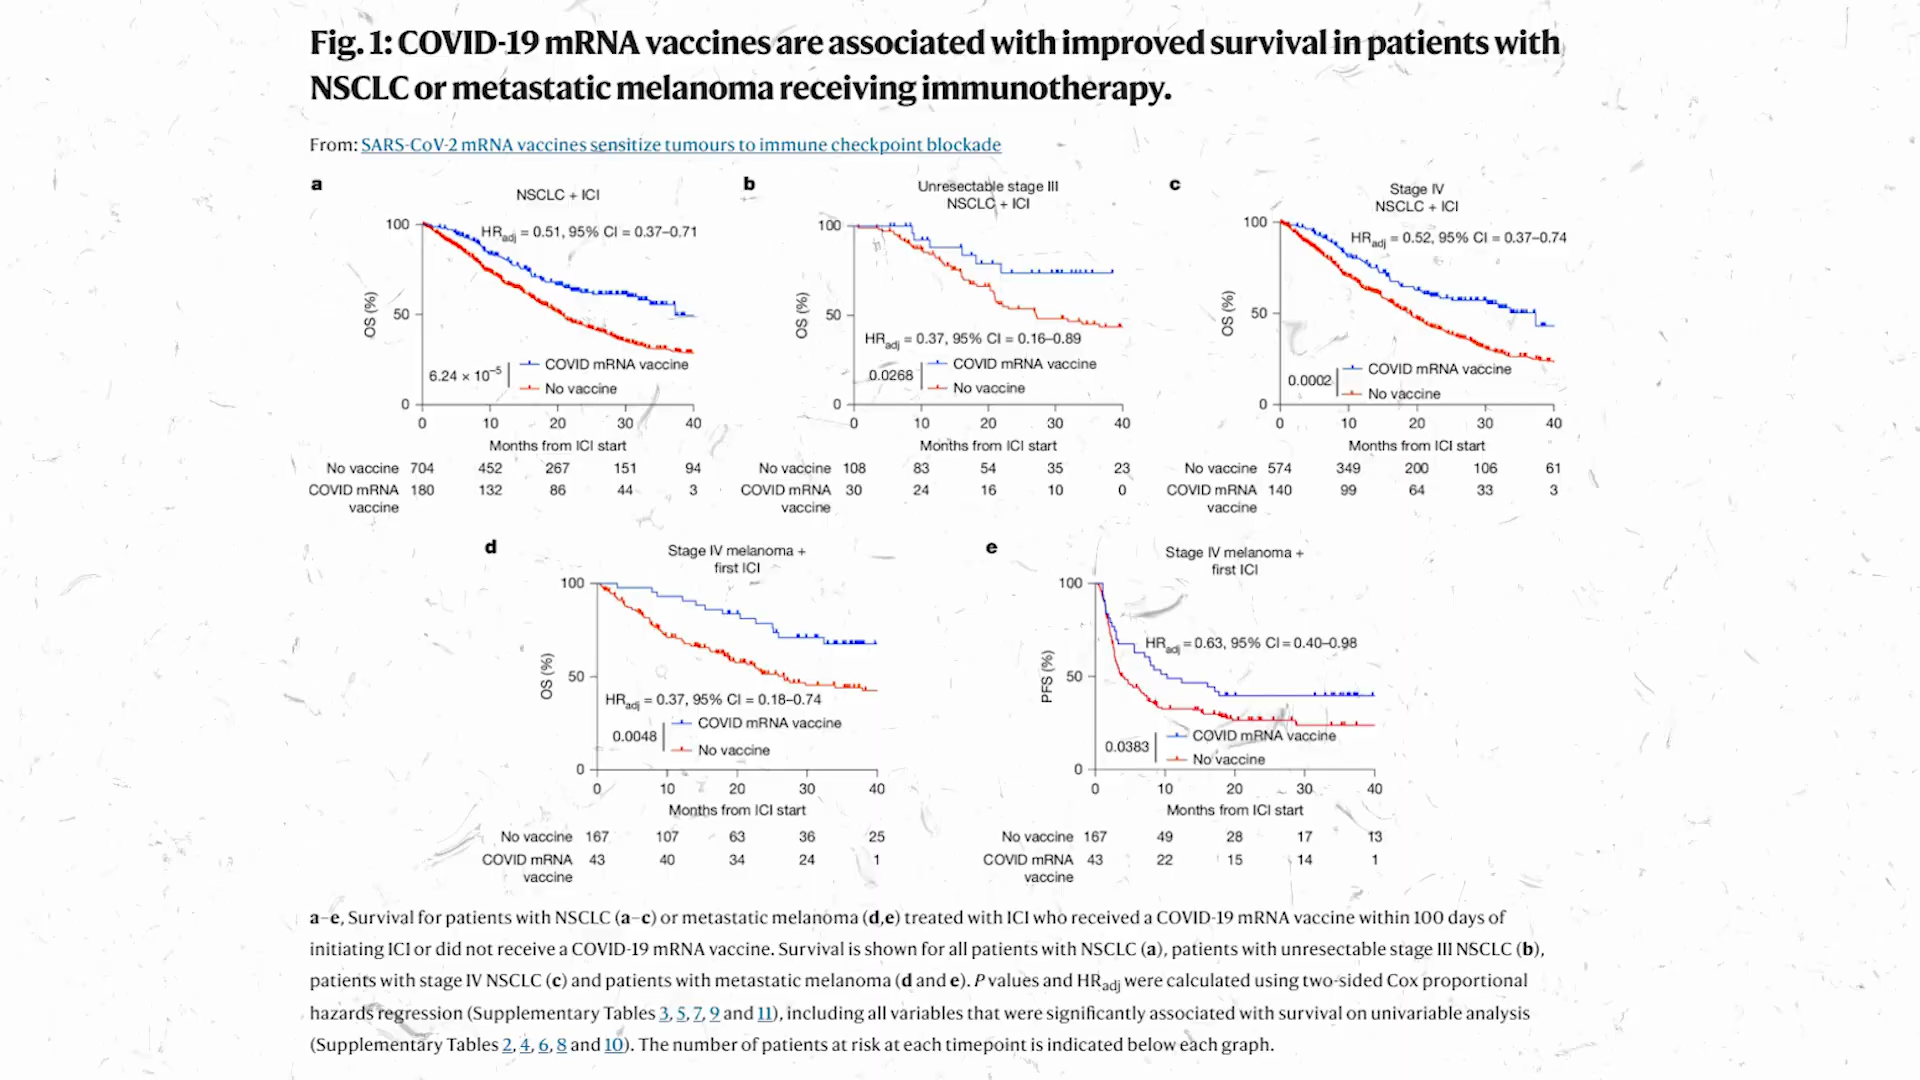 Fig. 1: COVID-19 mRNA vaccines are associated with improved survival in patients with
NSCLC or metastatic melanoma receiving immunotherapy.
From: SARS-CoV-2 mRNA vaccines sensitize tumours to immune checkpoint blockade
a
NSCLC + ICI
HRadj = 0.51, 95% CI = 0.37–0.71
100
50
0
OS (%)
6.24 × 10⁻⁵
COVID mRNA vaccine
No vaccine
0 10 20 30 40
Months from ICI start
No vaccine 704 452 267 151 94
COVID mRNA 180 132 86 44 3
vaccine
b
Unresectable stage III
NSCLC + ICI
100
50
0
OS (%)
HRadj = 0.37, 95% CI = 0.16–0.89
0.0268
COVID mRNA vaccine
No vaccine
0 10 20 30 40
Months from ICI start
No vaccine 108 83 54 35 23
COVID mRNA 30 24 16 10 0
vaccine
c
Stage IV
NSCLC + ICI
HRadj = 0.52, 95% CI = 0.37–0.74
100
50
0
OS (%)
0.0002
COVID mRNA vaccine
No vaccine
0 10 20 30 40
Months from ICI start
No vaccine 574 349 200 106 61
COVID mRNA 140 99 64 33 3
vaccine
d
Stage IV melanoma +
first ICI
100
50
0
OS (%)
HRadj = 0.37, 95% CI = 0.18–0.74
0.0048
COVID mRNA vaccine
No vaccine
0 10 20 30 40
Months from ICI start
No vaccine 167 107 63 36 25
COVID mRNA 43 40 34 24 1
vaccine
e
Stage IV melanoma +
first ICI
100
50
0
PFS (%)
HRadj = 0.63, 95% CI = 0.40–0.98
0.0383
COVID mRNA vaccine
No vaccine
0 10 20 30 40
Months from ICI start
No vaccine 167 49 28 17 13
COVID mRNA 43 22 15 14 1
vaccine
a–e, Survival for patients with NSCLC (a–c) or metastatic melanoma (d,e) treated with ICI who received a COVID-19 mRNA vaccine within 100 days of
initiating ICI or did not receive a COVID-19 mRNA vaccine. Survival is shown for all patients with NSCLC (a), patients with unresectable stage III NSCLC (b),
patients with stage IV NSCLC (c) and patients with metastatic melanoma (d and e). P values and HRadj were calculated using two-sided Cox proportional
hazards regression (Supplementary Tables 3, 5, 7, 9 and 11), including all variables that were significantly associated with survival on univariable analysis
(Supplementary Tables 2, 4, 6, 8 and 10). The number of patients at risk at each timepoint is indicated below each graph.